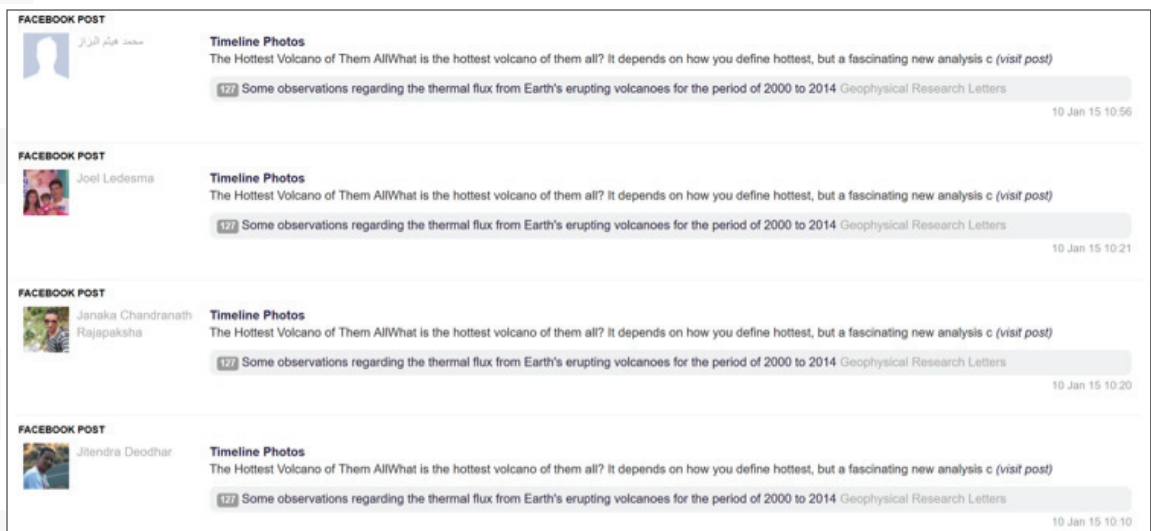 FACEBOOK POST
محمد هيثم البزاز
Timeline Photos
The Hottest Volcano of Them AllWhat is the hottest volcano of them all? It depends on how you define hottest, but a fascinating new analysis c (visit post)
127 Some observations regarding the thermal flux from Earth's erupting volcanoes for the period of 2000 to 2014 Geophysical Research Letters
10 Jan 15 10:56
FACEBOOK POST
Joel Ledesma
Timeline Photos
The Hottest Volcano of Them AllWhat is the hottest volcano of them all? It depends on how you define hottest, but a fascinating new analysis c (visit post)
127 Some observations regarding the thermal flux from Earth's erupting volcanoes for the period of 2000 to 2014 Geophysical Research Letters
10 Jan 15 10:21
FACEBOOK POST
Janaka Chandranath
Rajapaksha
Timeline Photos
The Hottest Volcano of Them AllWhat is the hottest volcano of them all? It depends on how you define hottest, but a fascinating new analysis c (visit post)
127 Some observations regarding the thermal flux from Earth's erupting volcanoes for the period of 2000 to 2014 Geophysical Research Letters
10 Jan 15 10:20
FACEBOOK POST
Jitendra Deodhar
Timeline Photos
The Hottest Volcano of Them AllWhat is the hottest volcano of them all? It depends on how you define hottest, but a fascinating new analysis c (visit post)
127 Some observations regarding the thermal flux from Earth's erupting volcanoes for the period of 2000 to 2014 Geophysical Research Letters
10 Jan 15 10:10